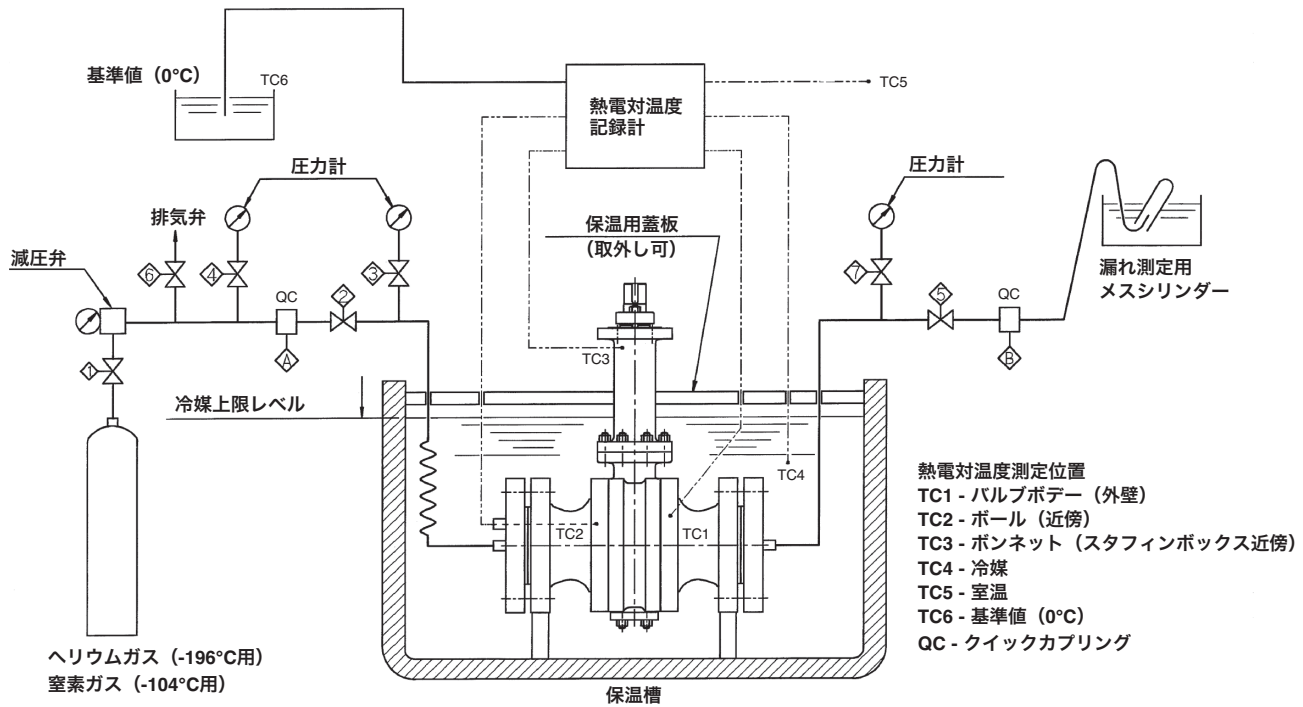 基準値（0°C）
TC6
熱電対温度
記録計
TC5
圧力計
圧力計
排気弁
保温用蓋板
（取外し可）
減圧弁
漏れ測定用
メスシリンダー
6
4
3
7
QC
2
5
QC
1
A
B
TC3
冷媒上限レベル
TC4
TC2
TC1
熱電対温度測定位置
TC1 - バルブボデー（外壁）
TC2 - ボール（近傍）
TC3 - ボンネット（スタフィンボックス近傍）
TC4 - 冷媒
TC5 - 室温
TC6 - 基準値（0°C）
QC - クイックカプリング
ヘリウムガス（-196°C用）
窒素ガス（-104°C用）
保温槽